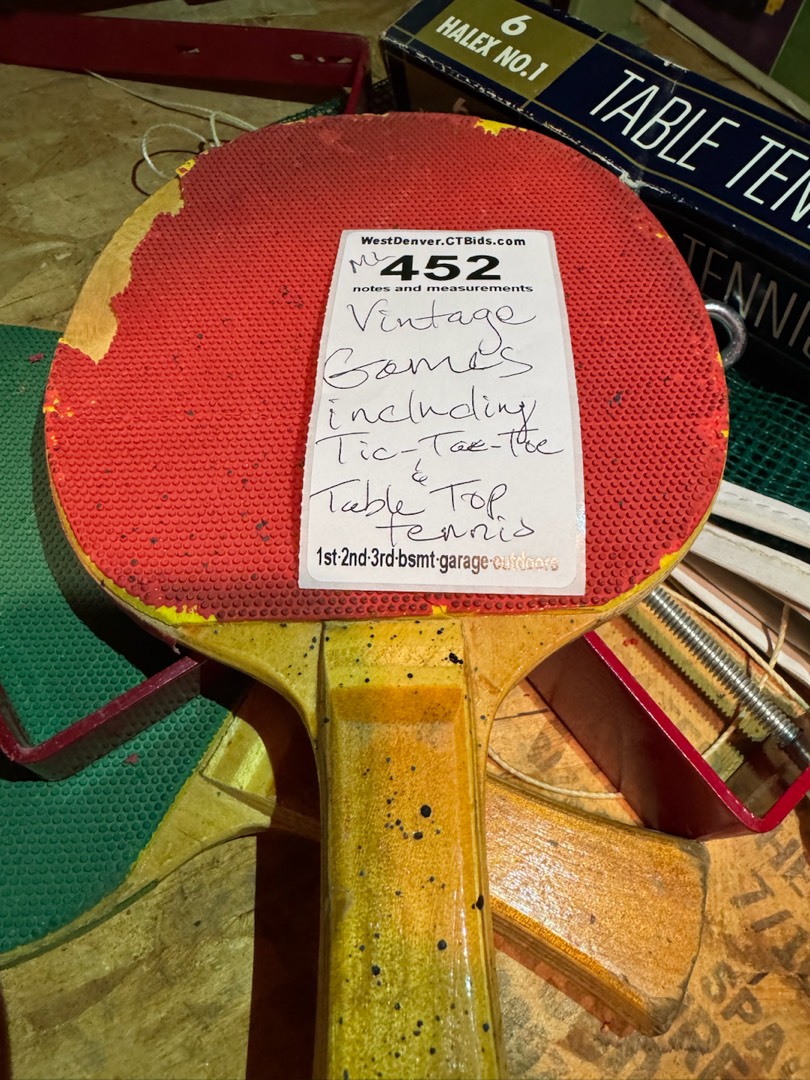 6
HALEX NO.1
TABLE TEN
TENNI
WestDenver.CTBids.com
452
notes and measurements
Vintage
Games
including
Tic-Tac-Toe
&
Table Top
tennis
1st·2nd·3rd·bsmt·garage·outdoors